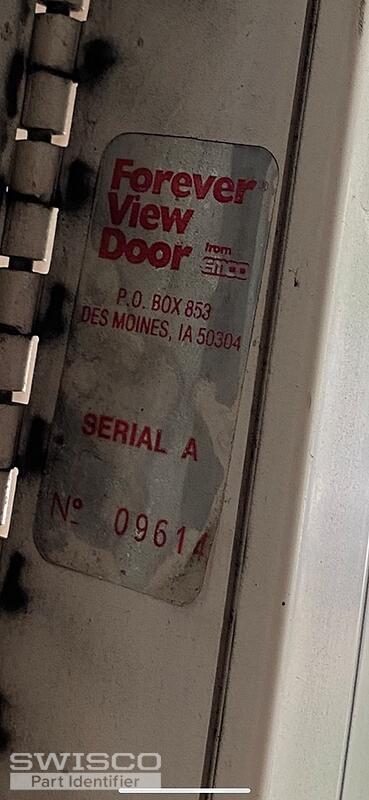 Forever®
View
Door from
EMCO
P.O. BOX 853
DES MOINES, IA 50304
SERIAL A
Nº 09614
SWISCO
Part Identifier